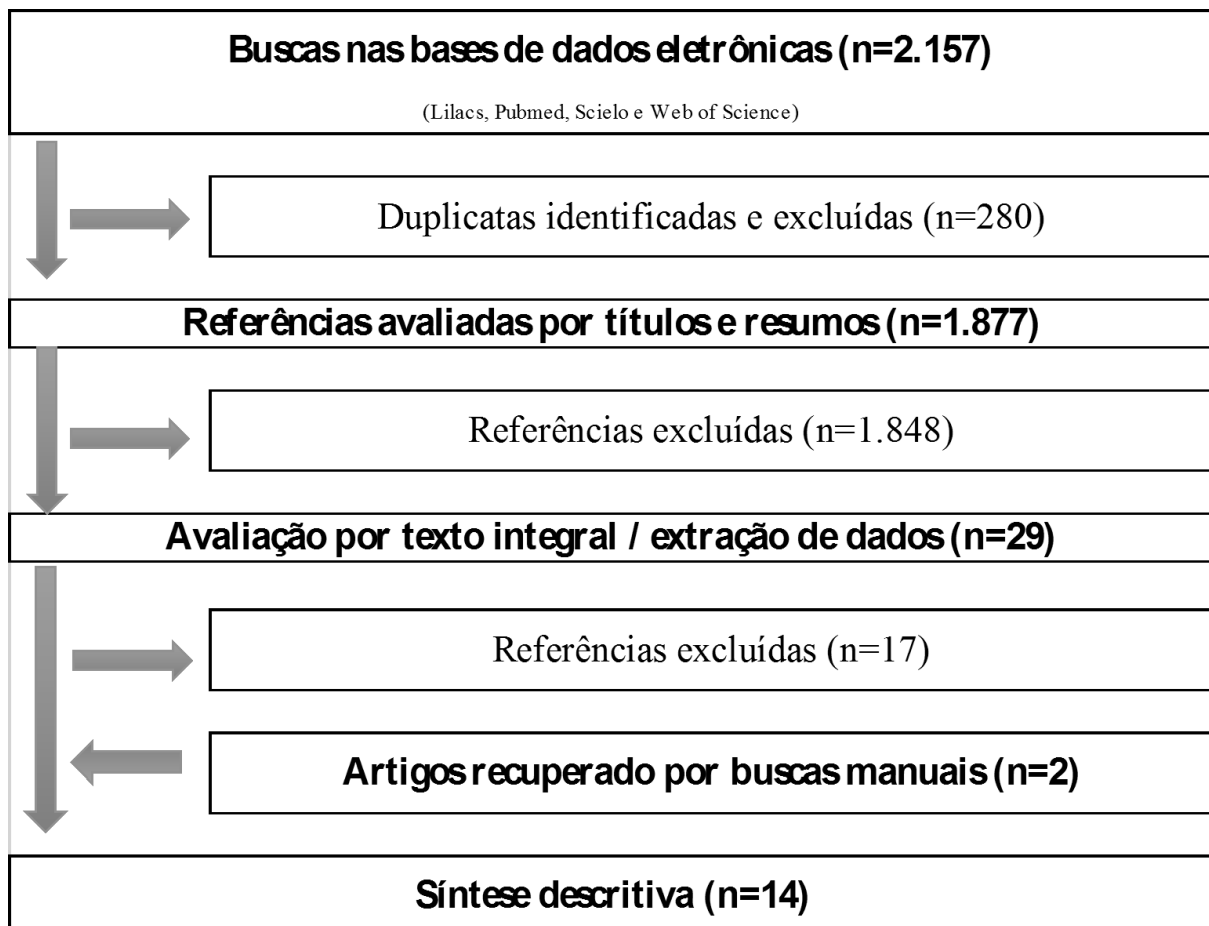 Buscas nas bases de dados eletrônicas (n=2.157)
(Lilacs, Pubmed, Scielo e Web of Science)
Duplicatas identificadas e excluídas (n=280)
Referências avaliadas por títulos e resumos (n=1.877)
Referências excluídas (n=1.848)
Avaliação por texto integral / extração de dados (n=29)
Referências excluídas (n=17)
Artigos recuperado por buscas manuais (n=2)
Síntese descritiva (n=14)